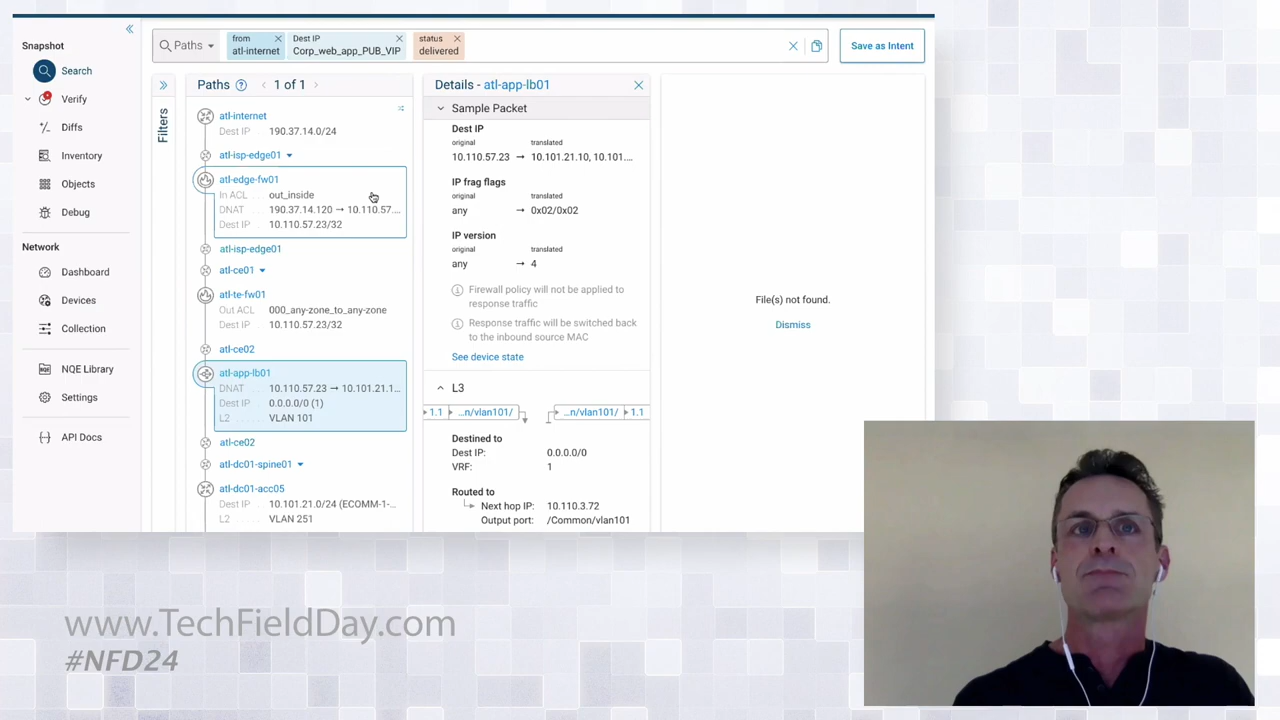 Snapshot
Search
Verify
Diffs
Inventory
Objects
Debug
Network
Dashboard
Devices
Collection
NQE Library
Settings
API Docs
Paths
from
atl-internet
Dest IP
Corp_web_app_PUB_VIP
status
delivered
Save as Intent
Filters
Paths
1 of 1
atl-internet
Dest IP 190.37.14.0/24
atl-isp-edge01
atl-edge-fw01
In ACL out_inside
DNAT 190.37.14.120 → 10.110.57....
Dest IP 10.110.57.23/32
atl-isp-edge01
atl-ce01
atl-te-fw01
Out ACL 000_any-zone_to_any-zone
Dest IP 10.110.57.23/32
atl-ce02
atl-app-lb01
DNAT 10.110.57.23 → 10.101.21.1...
Dest IP 0.0.0.0/0 (1)
L2 VLAN 101
atl-ce02
atl-dc01-spine01
atl-dc01-acc05
Dest IP 10.101.21.0/24 (ECOMM-1-...
L2 VLAN 251
Details - atl-app-lb01
Sample Packet
Dest IP
original translated
10.110.57.23 → 10.101.21.10, 10.101....
IP frag flags
original translated
any → 0x02/0x02
IP version
original translated
any → 4
Firewall policy will not be applied to
response traffic
Response traffic will be switched back
to the inbound source MAC
See device state
L3
1.1 ...n/vlan101/ ...n/vlan101/ 1.1
Destined to
Dest IP: 0.0.0.0/0
VRF: 1
Routed to
Next hop IP: 10.110.3.72
Output port: /Common/vlan101
File(s) not found.
Dismiss
www.TechFieldDay.com
#NFD24